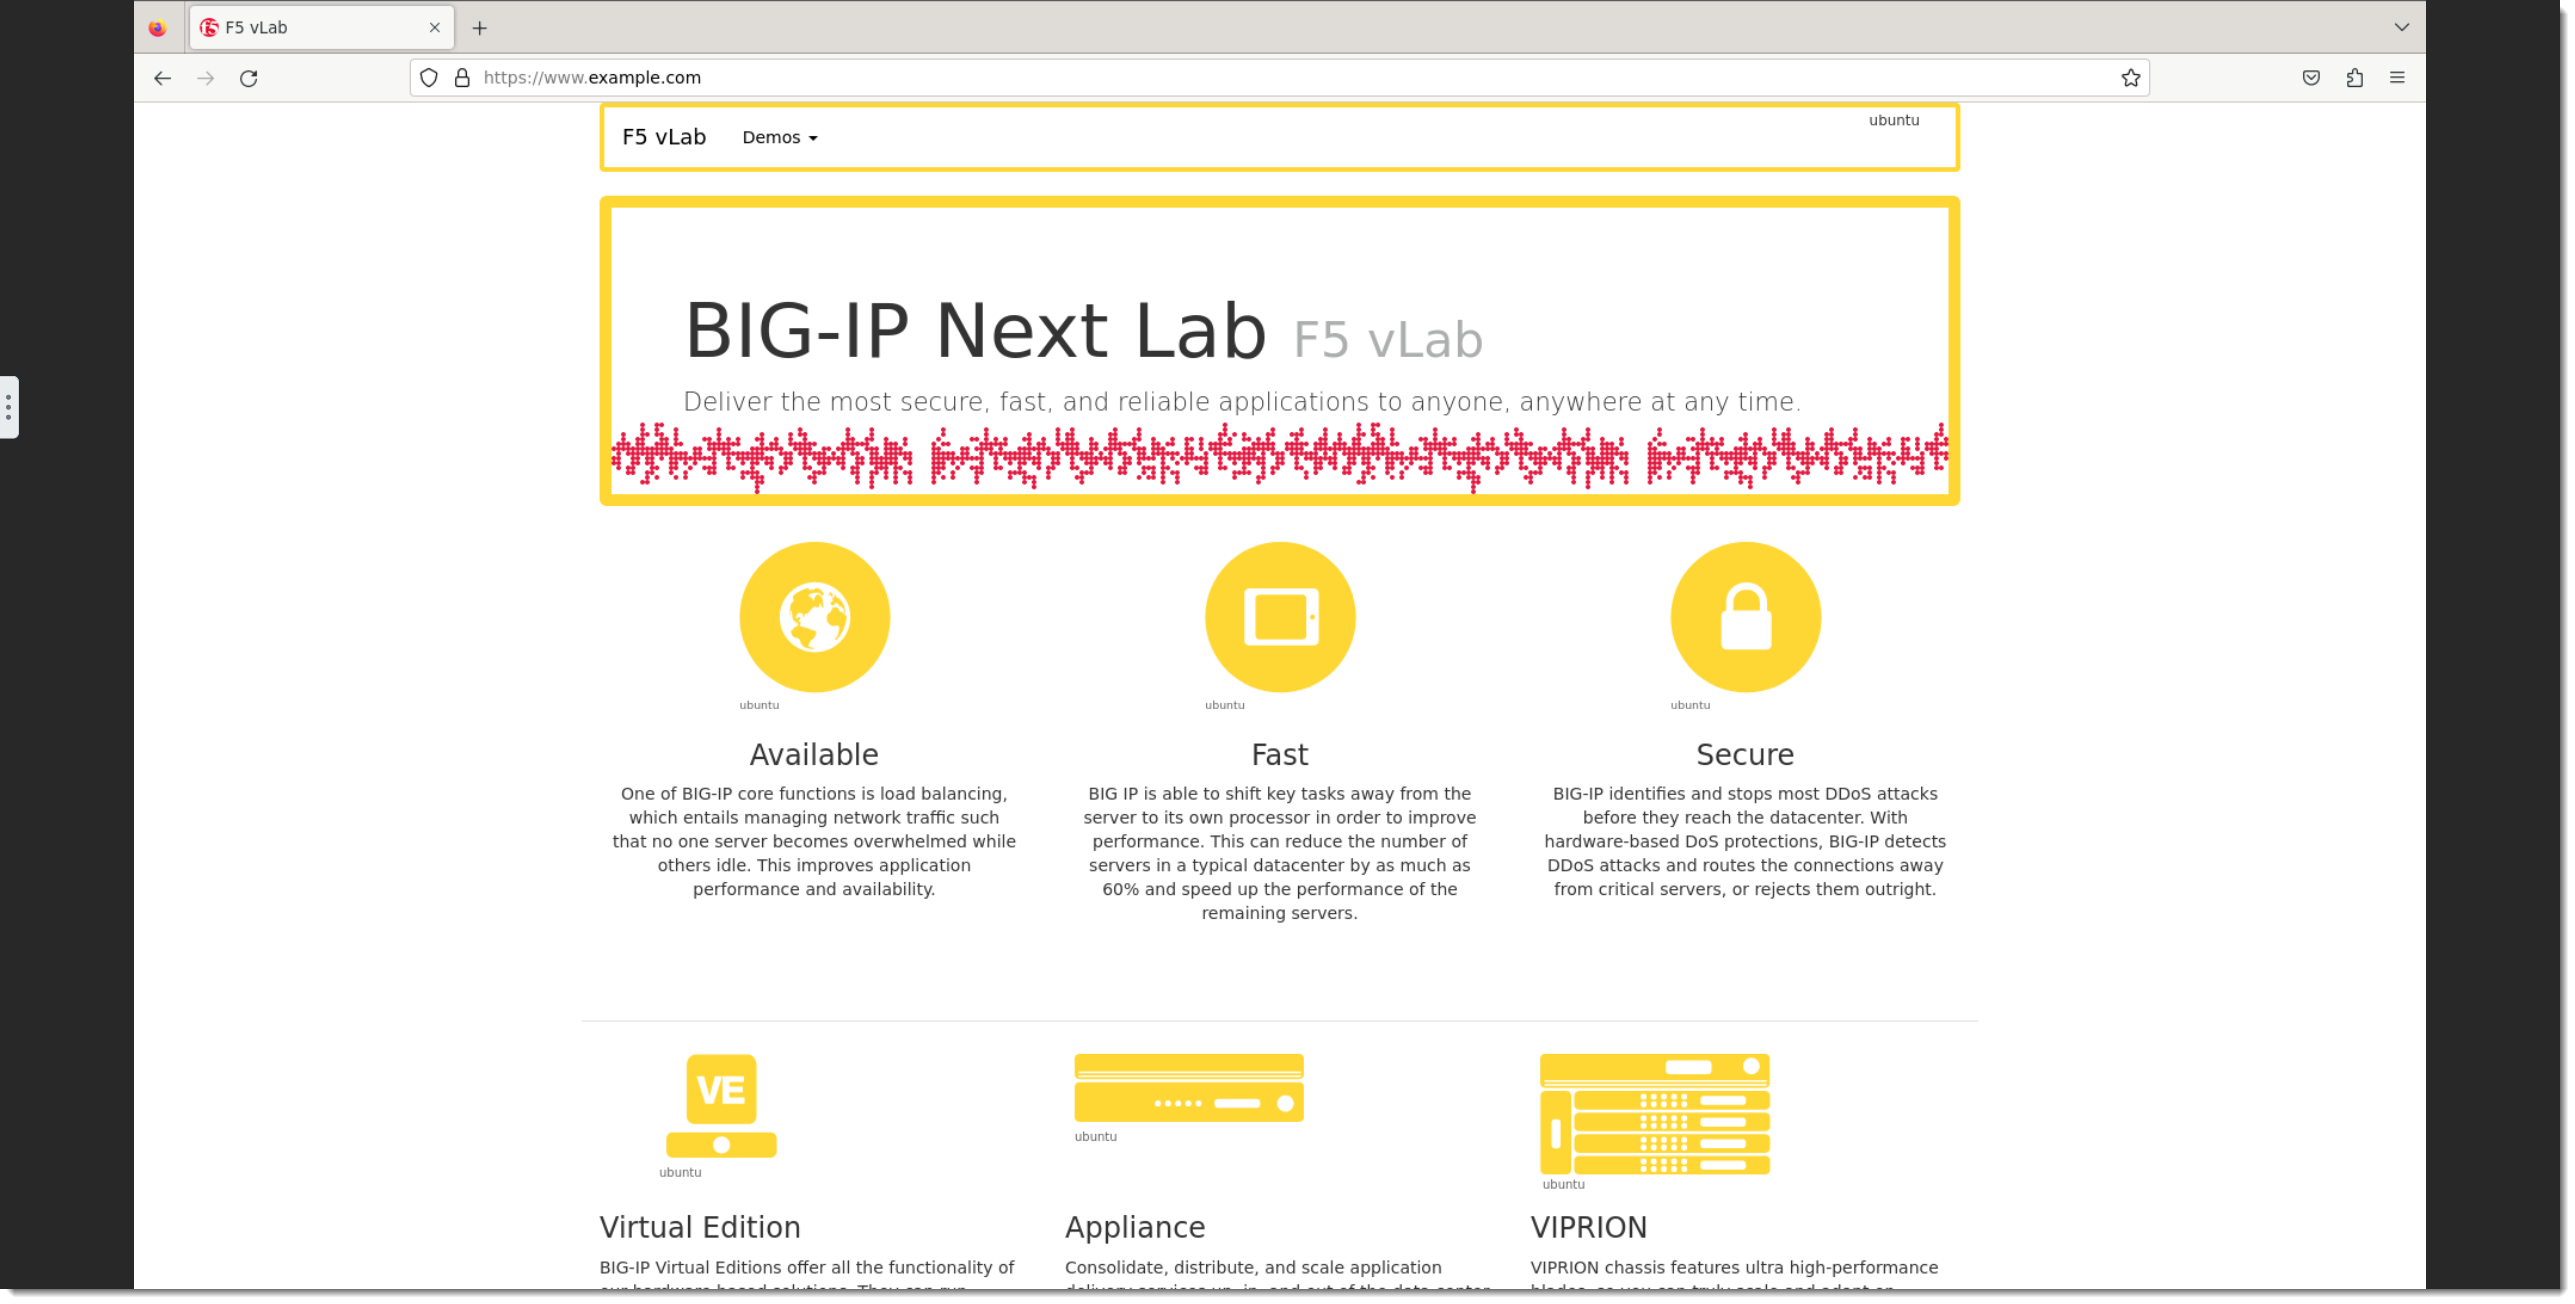 F5 vLab
https://www.example.com
F5 vLab Demos ubuntu
BIG-IP Next Lab F5 vLab
Deliver the most secure, fast, and reliable applications to anyone, anywhere at any time.
ubuntu
Available
One of BIG-IP core functions is load balancing,
which entails managing network traffic such
that no one server becomes overwhelmed while
others idle. This improves application
performance and availability.
ubuntu
Fast
BIG IP is able to shift key tasks away from the
server to its own processor in order to improve
performance. This can reduce the number of
servers in a typical datacenter by as much as
60% and speed up the performance of the
remaining servers.
ubuntu
Secure
BIG-IP identifies and stops most DDoS attacks
before they reach the datacenter. With
hardware-based DoS protections, BIG-IP detects
DDoS attacks and routes the connections away
from critical servers, or rejects them outright.
VE
ubuntu
Virtual Edition
BIG-IP Virtual Editions offer all the functionality of
ubuntu
Appliance
Consolidate, distribute, and scale application
ubuntu
VIPRION
VIPRION chassis features ultra high-performance